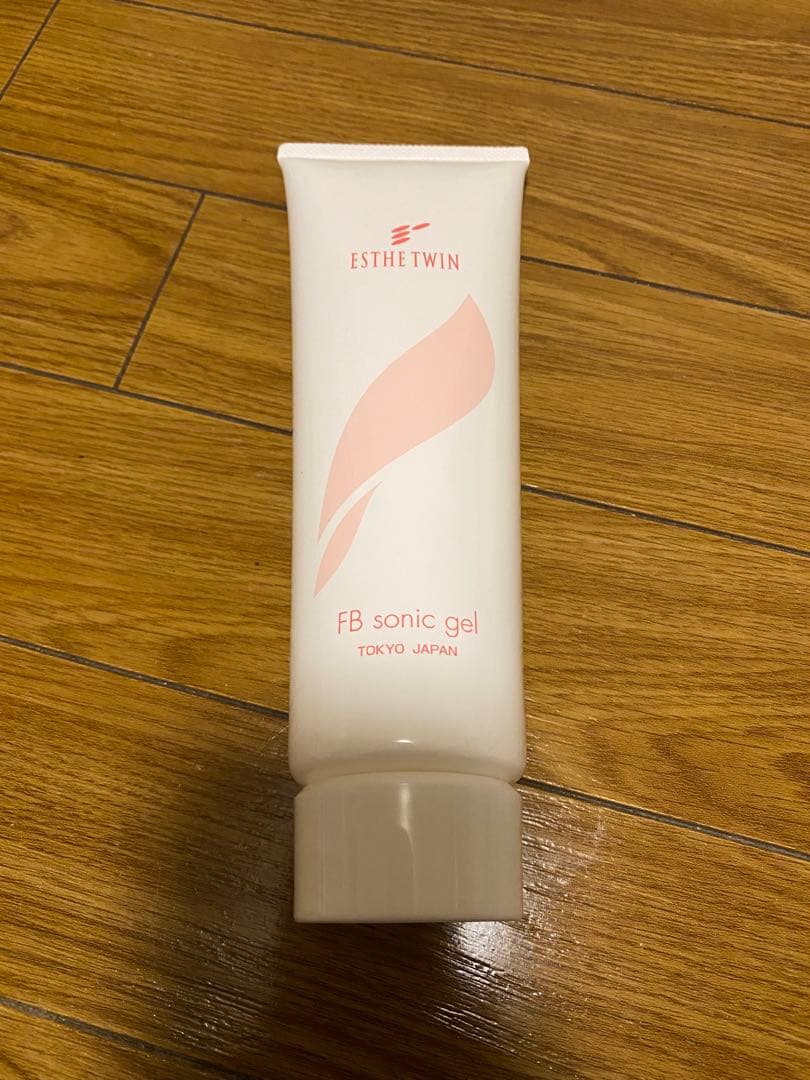 ESTHE TWIN
FB sonic gel
TOKYO JAPAN